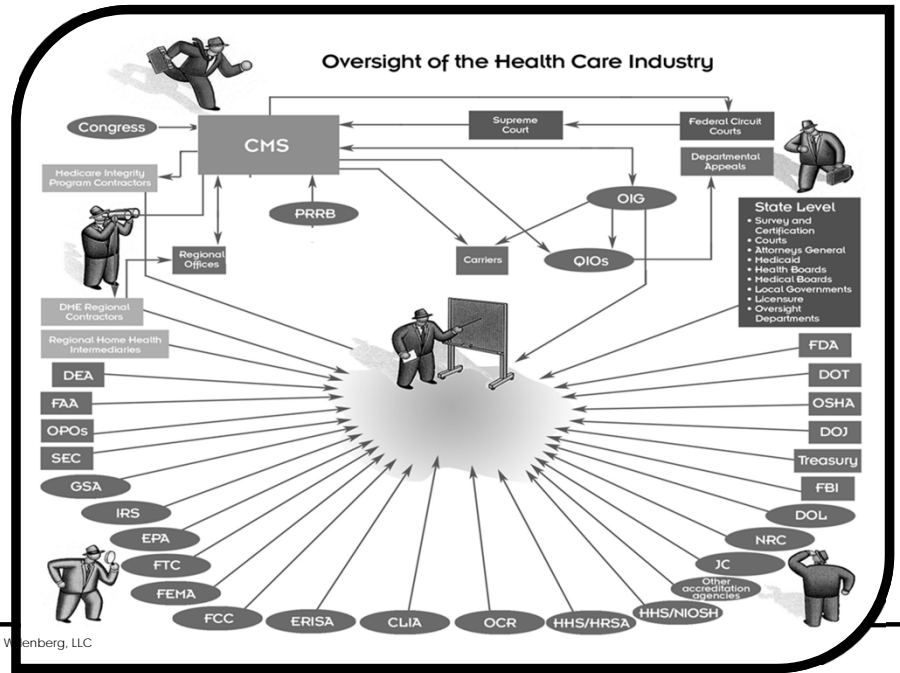 Oversight of the Health Care Industry
Congress
CMS
Supreme
Court
Federal Circuit
Courts
Departmental
Appeals
Medicare Integrity
Program Contractors
PRRB
OIG
State Level
• Survey and
Certification
• Courts
• Attorneys General
• Medicaid
• Health Boards
• Medical Boards
• Local Governments
• Licensure
• Oversight
Departments
Regional
Offices
Carriers
QIOs
DME Regional
Contractors
Regional Home Health
Intermediaries
DEA
FAA
OPOs
SEC
GSA
IRS
EPA
FTC
FEMA
FCC
ERISA
CLIA
OCR
HHS/HRSA
HHS/NIOSH
Other
accreditation
agencies
JC
NRC
DOL
FBI
Treasury
DOJ
OSHA
DOT
FDA
LLC